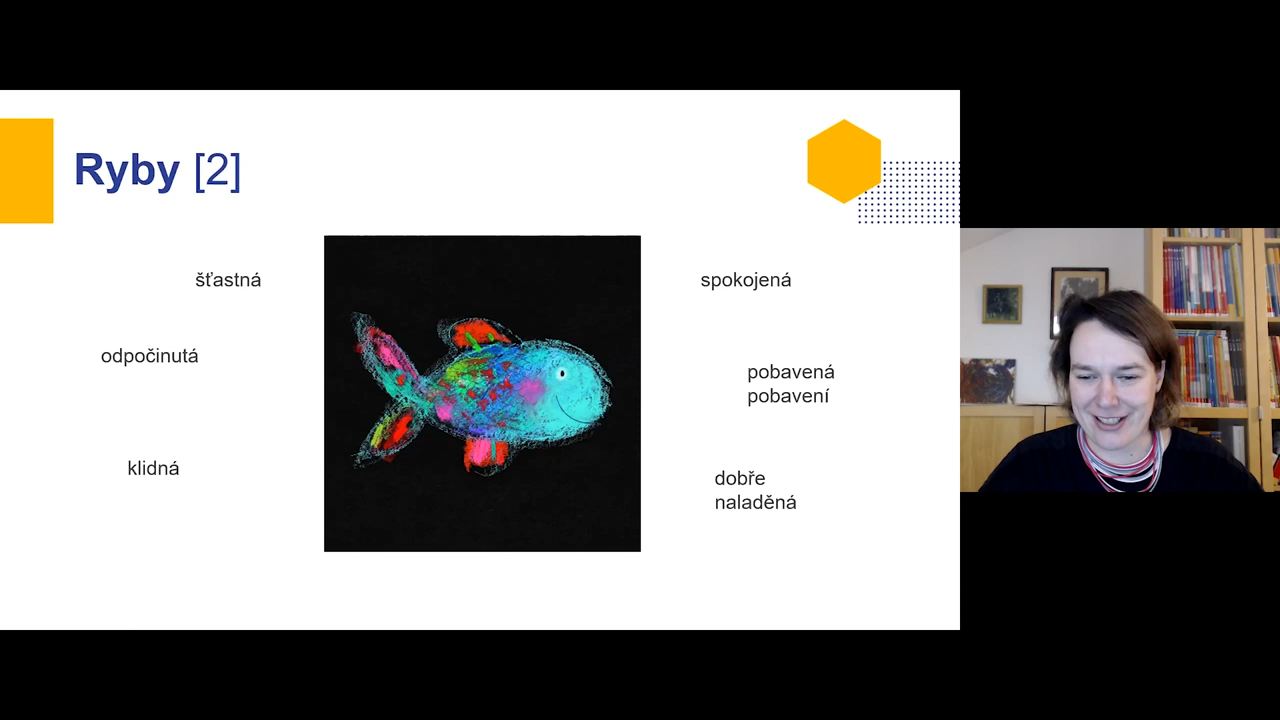 Ryby [2]
šťastná
spokojená
odpočinutá
pobavená
pobavení
klidná
dobře
naladěná